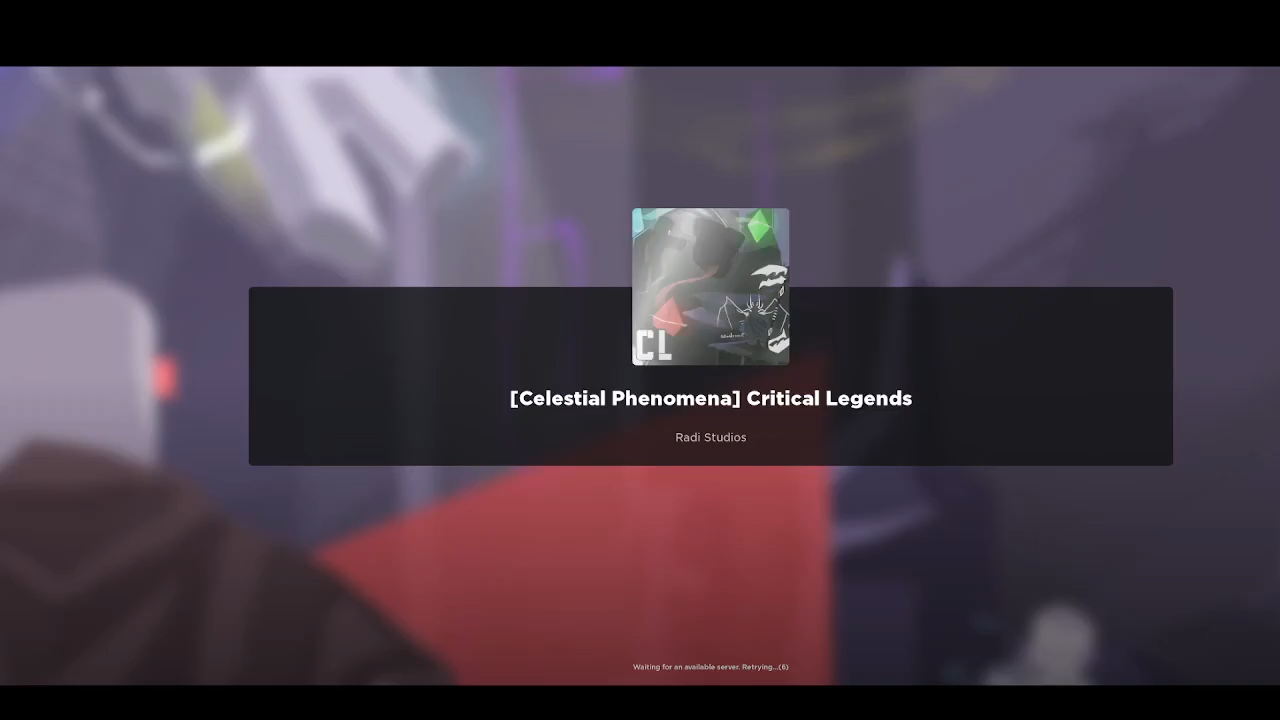 CL
[Celestial Phenomena] Critical Legends
Radi Studios
Waiting for an available server. Retrying...(6)